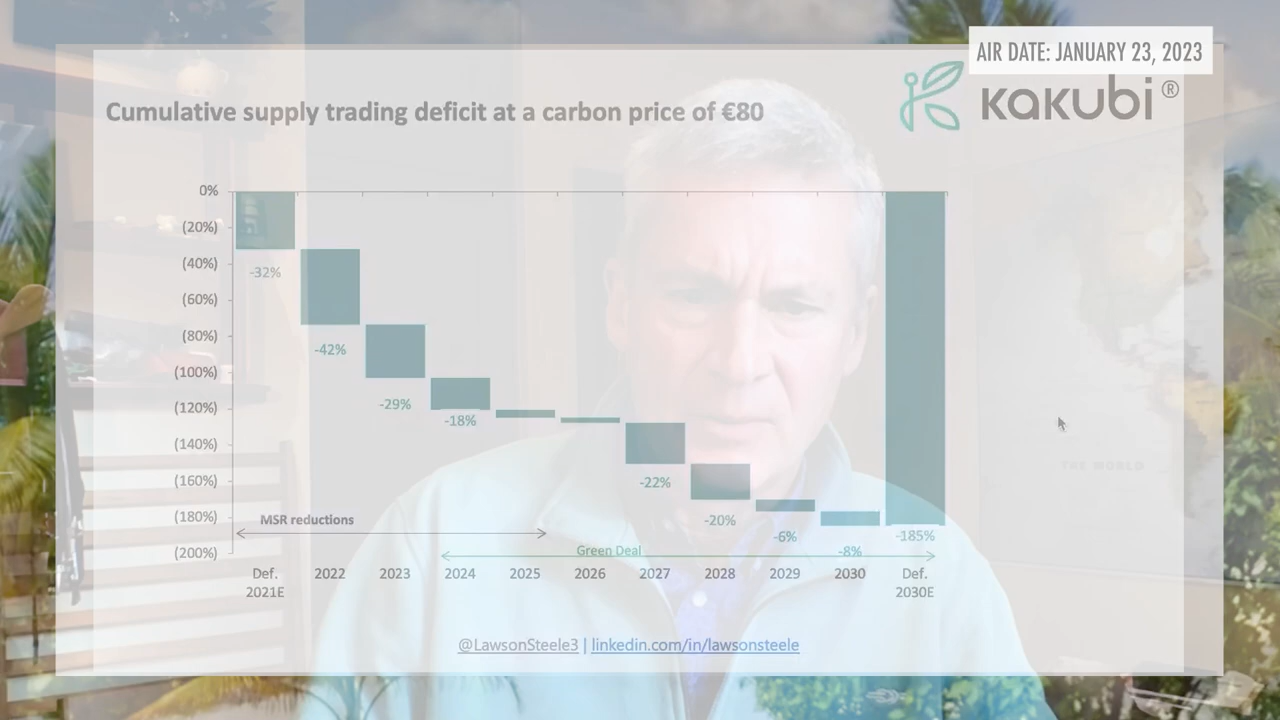 AIR DATE: JANUARY 23, 2023
kakubi®
Cumulative supply trading deficit at a carbon price of €80
0%
(20%)
(40%)
(60%)
(80%)
(100%)
(120%)
(140%)
(160%)
(180%)
(200%)
-32%
-42%
-29%
-18%
-22%
-20%
-6%
-8%
-185%
MSR reductions
Green Deal
Def. 2022 2023 2024 2025 2026 2027 2028 2029 2030 Def.
2021E 2030E
THE WORLD
@LawsonSteele3 | linkedin.com/in/lawsonsteele